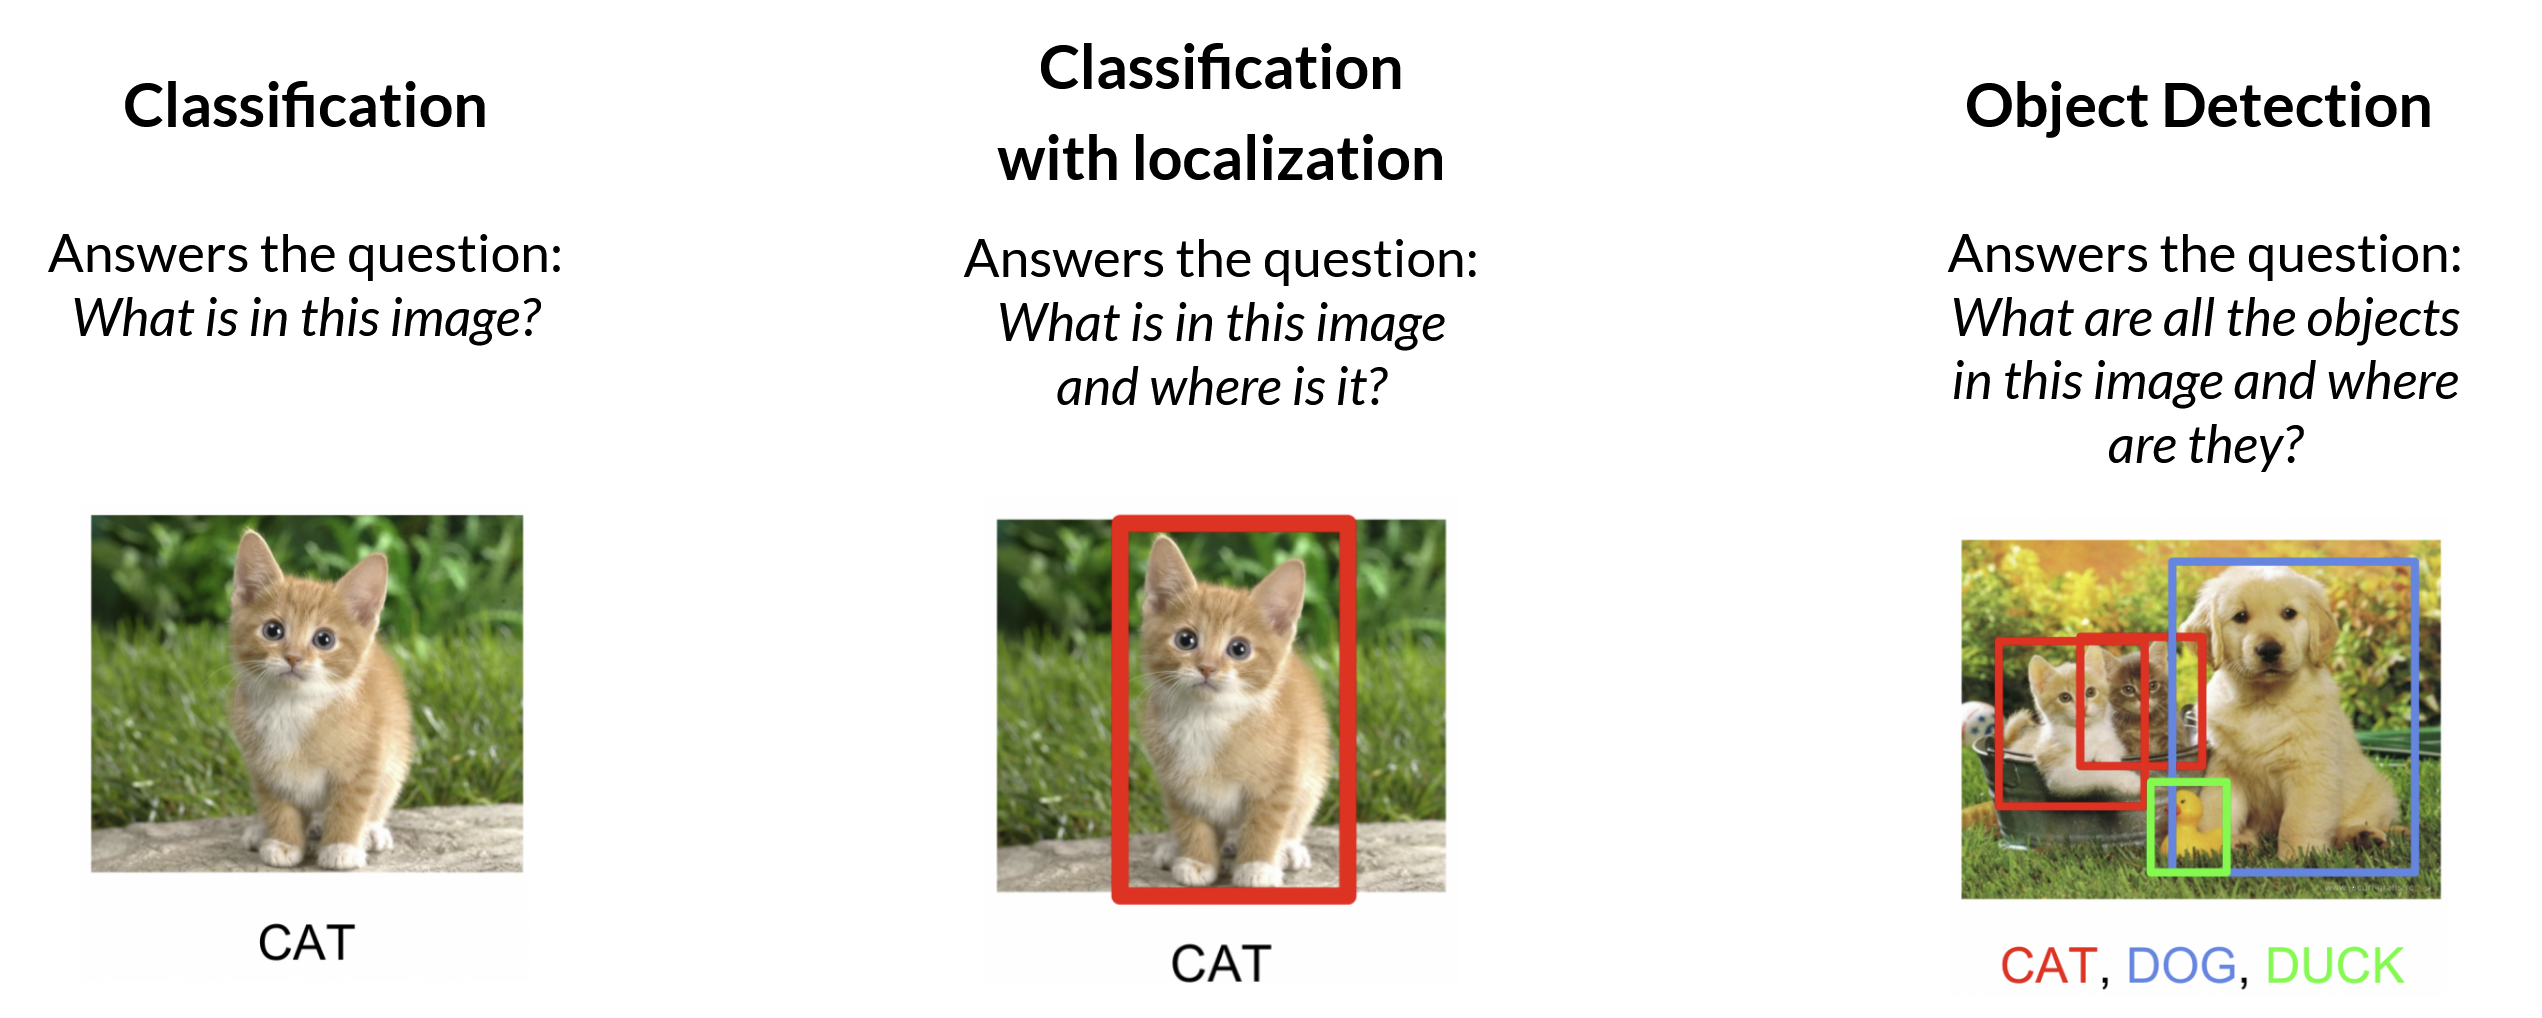 Classification
Answers the question:
What is in this image?
CAT
Classification
with localization
Answers the question:
What is in this image
and where is it?
CAT
Object Detection
Answers the question:
What are all the objects
in this image and where
are they?
CAT, DOG, DUCK